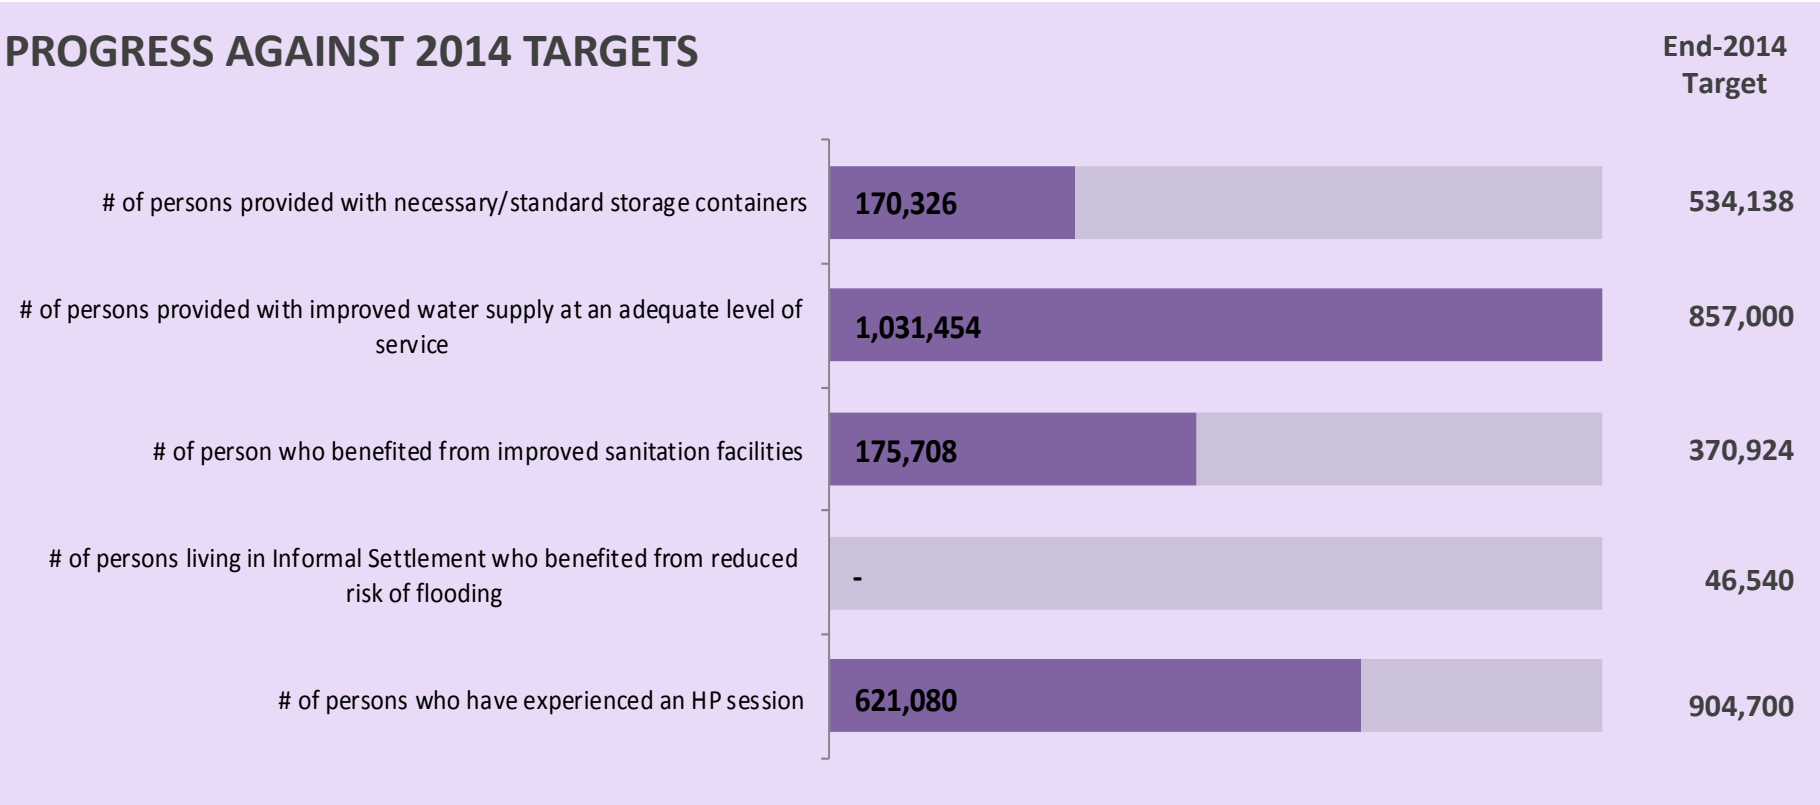 PROGRESS AGAINST 2014 TARGETS
End-2014
Target
# of persons provided with necessary/standard storage containers
170,326
534,138
# of persons provided with improved water supply at an adequate level of
service
1,031,454
857,000
# of person who benefited from improved sanitation facilities
175,708
370,924
# of persons living in Informal Settlement who benefited from reduced
risk of flooding
-
46,540
# of persons who have experienced an HP session
621,080
904,700